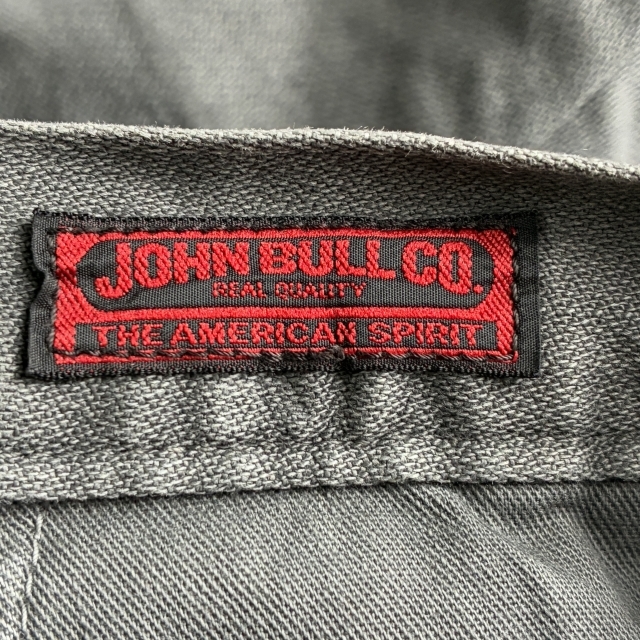 JOHN BULL CO.
REAL QUALITY
THE AMERICAN SPIRIT